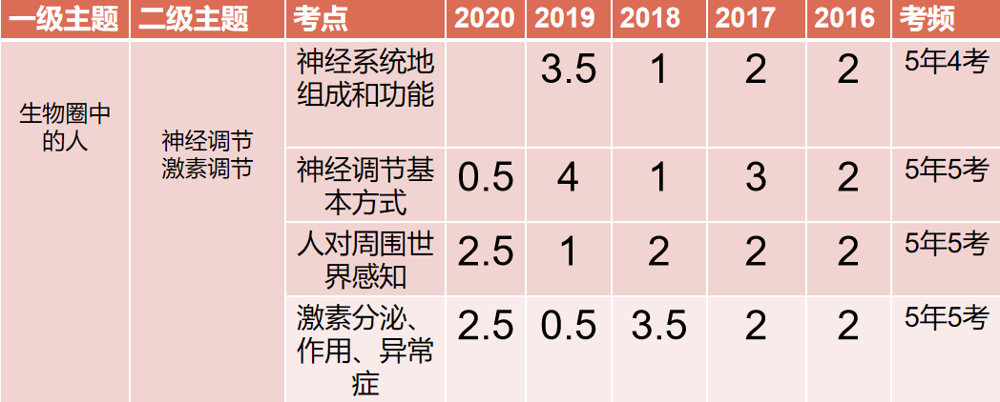 一级主题 二级主题 考点 2020 2019 2018 2017 2016 考频
生物圈中
的人
神经调节
激素调节
神经系统地
组成和功能
3.5 1 2 2 5年4考
神经调节基
本方式
0.5 4 1 3 2 5年5考
人对周围世
界感知
2.5 1 2 2 2 5年5考
激素分泌、
作用、异常
症
2.5 0.5 3.5 2 2 5年5考